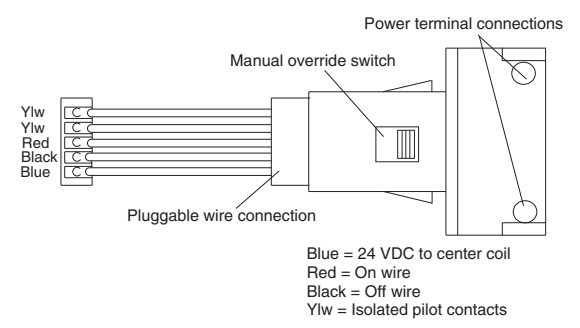 Power terminal connections
Manual override switch
Ylw
Ylw
Red
Black
Blue
Pluggable wire connection
Blue = 24 VDC to center coil
Red = On wire
Black = Off wire
Ylw = Isolated pilot contacts